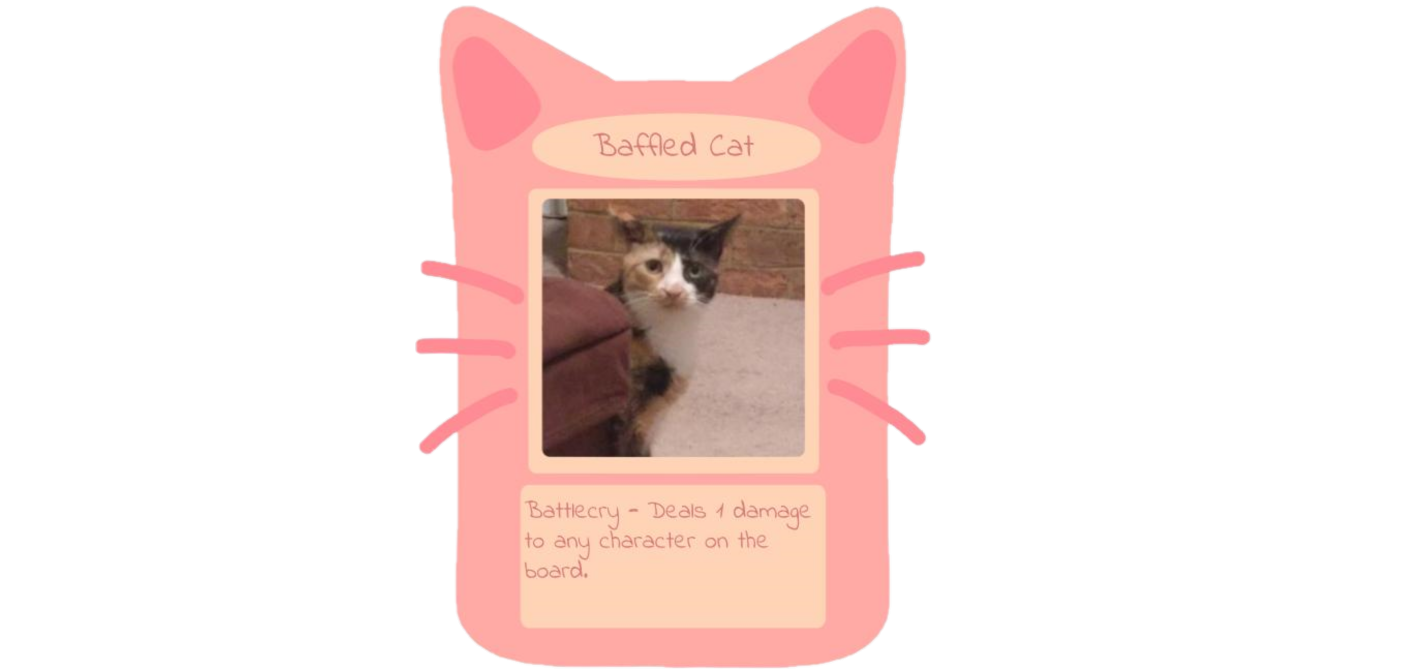 Baffled Cat
Battlecry - Deals 1 damage
to any character on the
board.